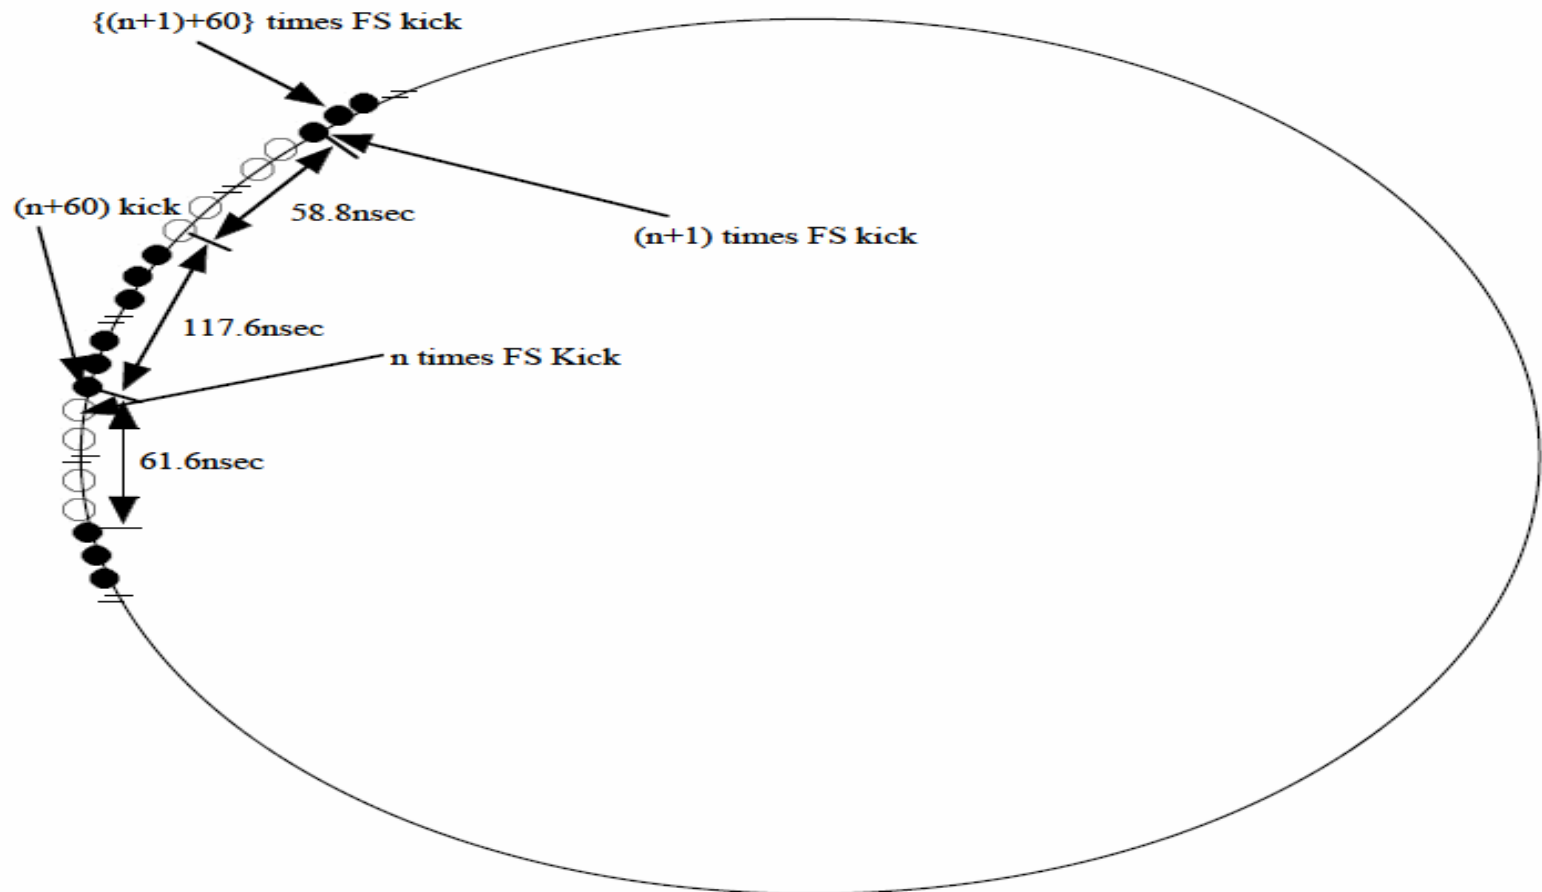 {(n+1)+60} times FS kick
(n+60) kick
58.8nsec
(n+1) times FS kick
117.6nsec
n times FS Kick
61.6nsec